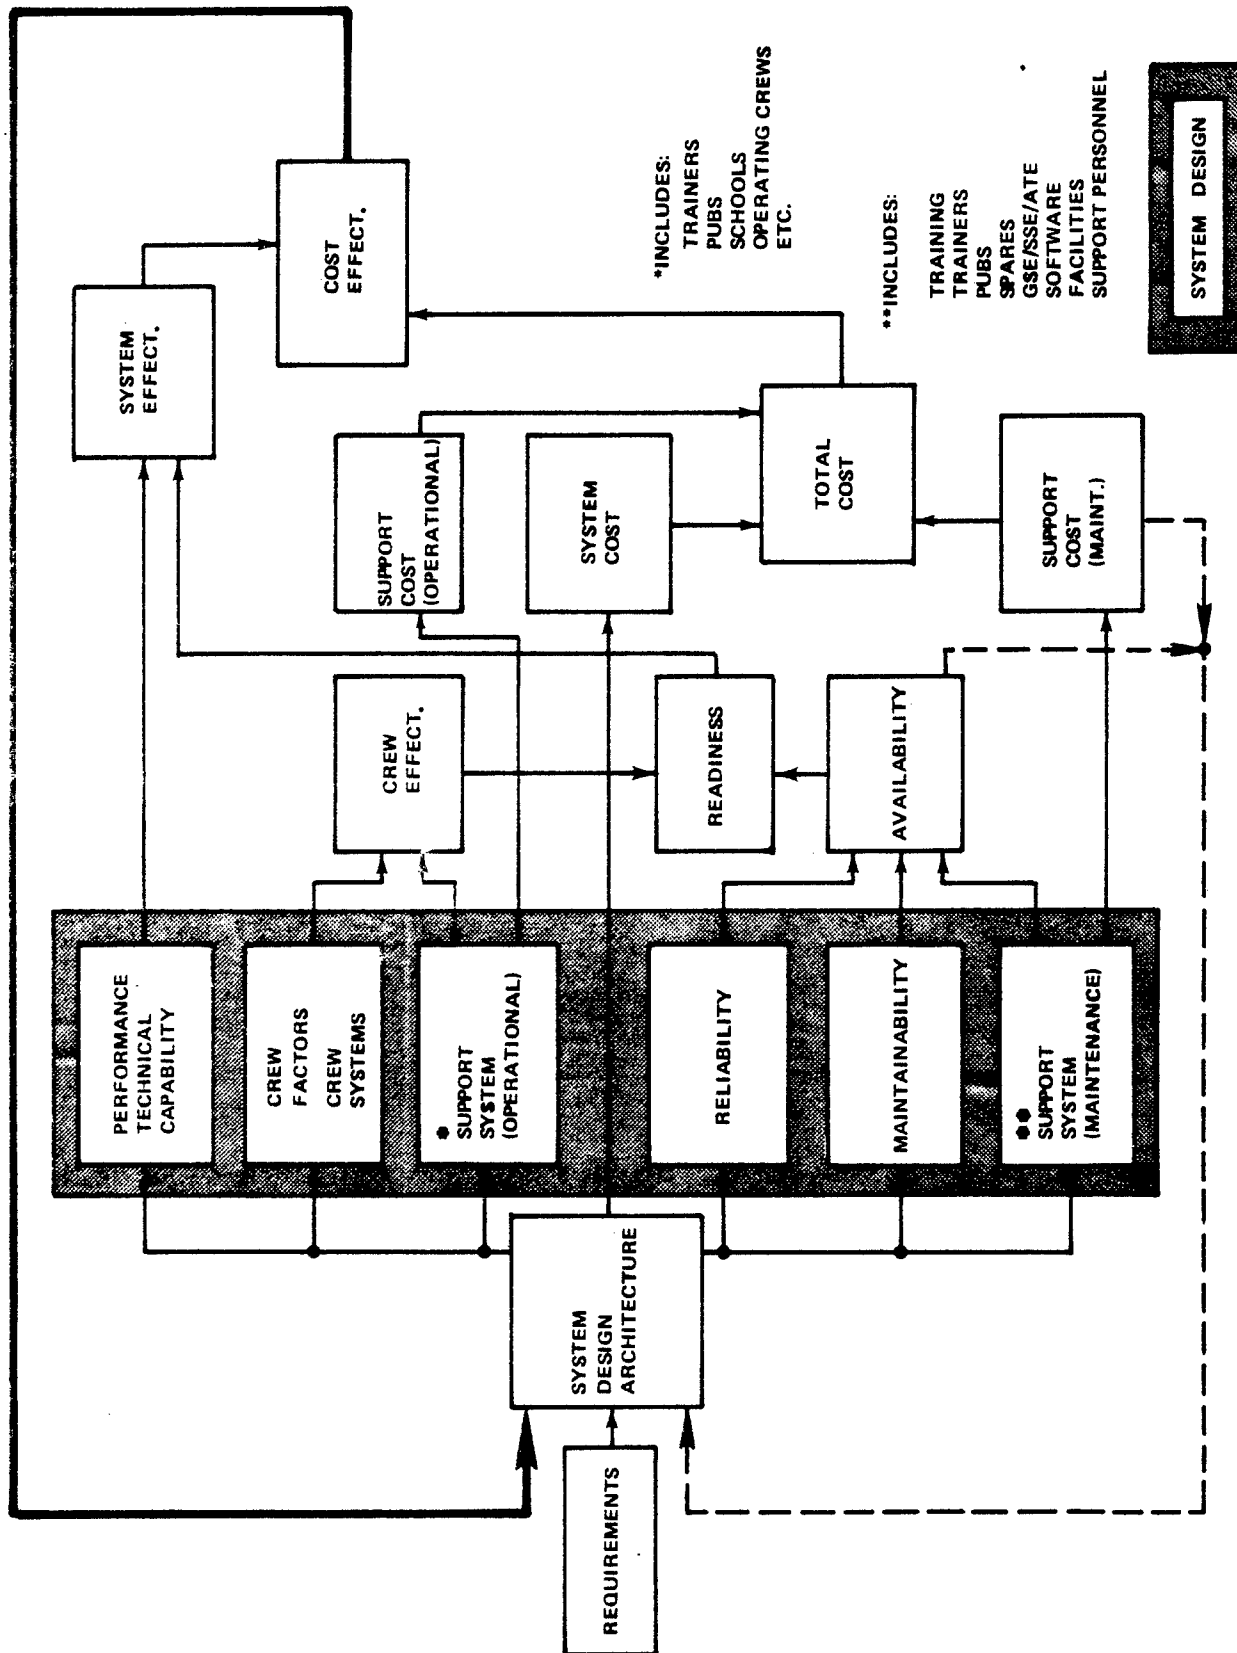 REQUIREMENTS
SYSTEM
DESIGN
ARCHITECTURE
PERFORMANCE
TECHNICAL
CAPABILITY
CREW
FACTORS
CREW
SYSTEMS
*
SUPPORT
SYSTEM
(OPERATIONAL)
RELIABILITY
MAINTAINABILITY
**
SUPPORT
SYSTEM
(MAINTENANCE)
CREW
EFFECT.
READINESS
AVAILABILITY
SYSTEM
EFFECT.
SUPPORT
COST
(OPERATIONAL)
SYSTEM
COST
TOTAL
COST
SUPPORT
COST
(MAINT.)
COST
EFFECT.
*INCLUDES:
TRAINERS
PUBS
SCHOOLS
OPERATING CREWS
ETC.
**INCLUDES:
TRAINING
TRAINERS
PUBS
SPARES
GSE/SSE/ATE
SOFTWARE
FACILITIES
SUPPORT PERSONNEL
SYSTEM DESIGN